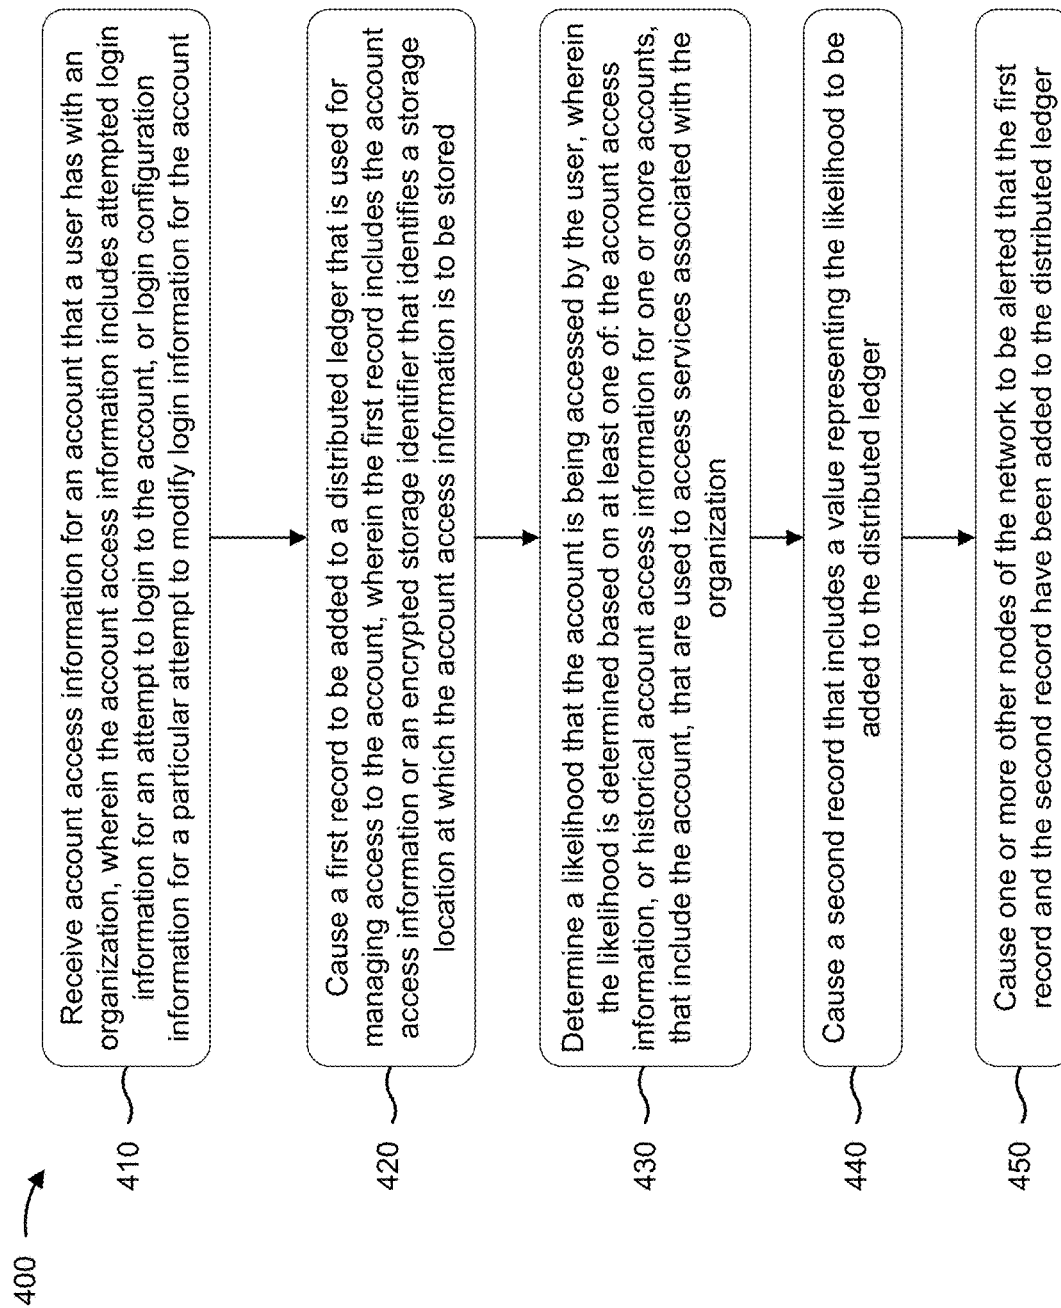 400
410
Receive account access information for an account that a user has with an
organization, wherein the account access information includes attempted login
information for an attempt to login to the account, or login configuration
information for a particular attempt to modify login information for the account
420
Cause a first record to be added to a distributed ledger that is used for
managing access to the account, wherein the first record includes the account
access information or an encrypted storage identifier that identifies a storage
location at which the account access information is to be stored
430
Determine a likelihood that the account is being accessed by the user, wherein
the likelihood is determined based on at least one of: the account access
information, or historical account access information for one or more accounts,
that include the account, that are used to access services associated with the
organization
440
Cause a second record that includes a value representing the likelihood to be
added to the distributed ledger
450
Cause one or more other nodes of the network to be alerted that the first
record and the second record have been added to the distributed ledger